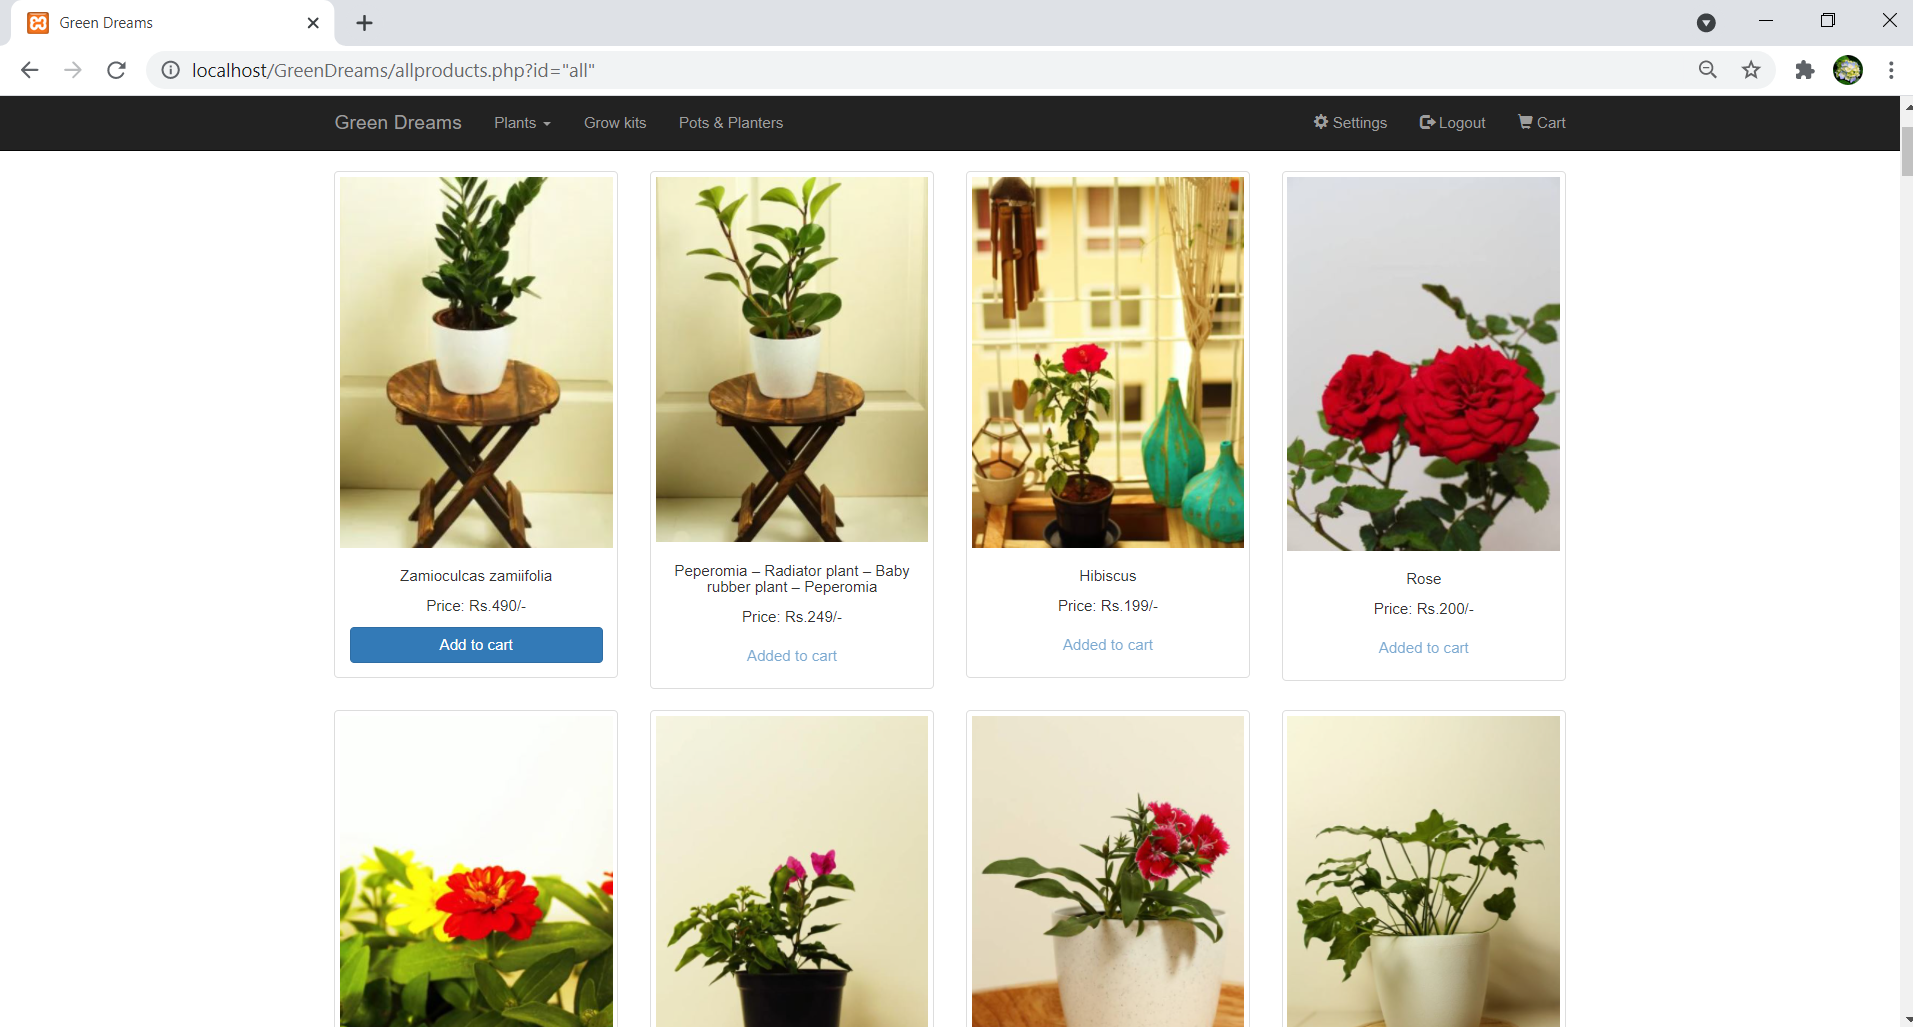 Green Dreams
localhost/GreenDreams/allproducts.php?id="all"
Green Dreams Plants Grow kits Pots & Planters Settings Logout Cart
Zamioculcas zamiifolia
Price: Rs.490/-
Add to cart
Peperomia – Radiator plant – Baby
rubber plant – Peperomia
Price: Rs.249/-
Added to cart
Hibiscus
Price: Rs.199/-
Added to cart
Rose
Price: Rs.200/-
Added to cart